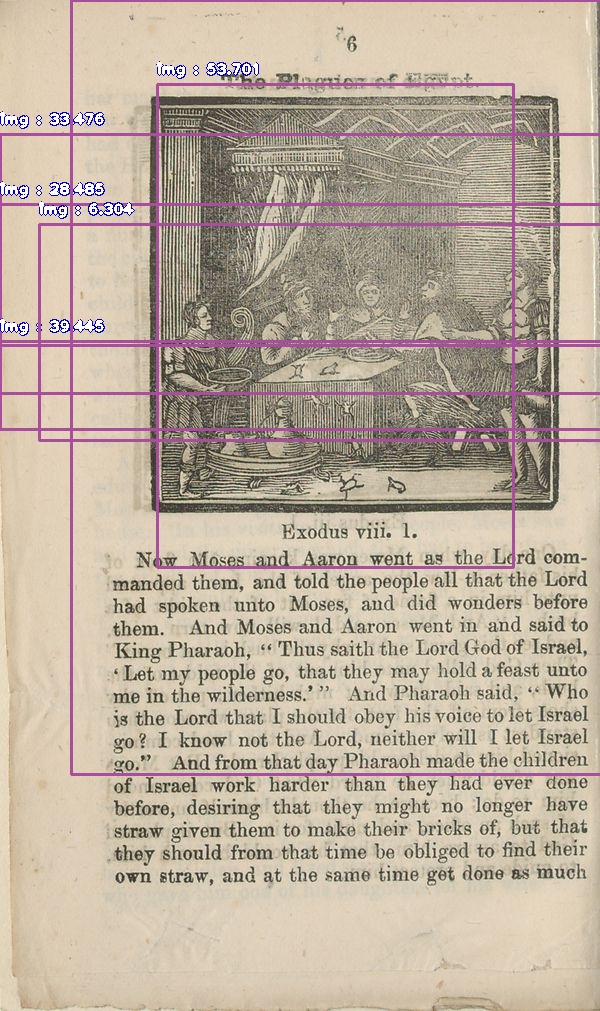 6
The Plagues of Egypt.
img : 53.701
img : 33.476
img : 28.485
img : 6.304
img : 39.445
Exodus viii. 1.
Now Moses and Aaron went as the Lord com-
manded them, and told the people all that the Lord
had spoken unto Moses, and did wonders before
them. And Moses and Aaron went in and said to
King Pharaoh, “ Thus saith the Lord God of Israel,
‘ Let my people go, that they may hold a feast unto
me in the wilderness.’ ” And Pharaoh said, “ Who
is the Lord that I should obey his voice to let Israel
go? I know not the Lord, neither will I let Israel
go.” And from that day Pharaoh made the children
of Israel work harder than they had ever done
before, desiring that they might no longer have
straw given them to make their bricks of, but that
they should from that time be obliged to find their
own straw, and at the same time get done as much